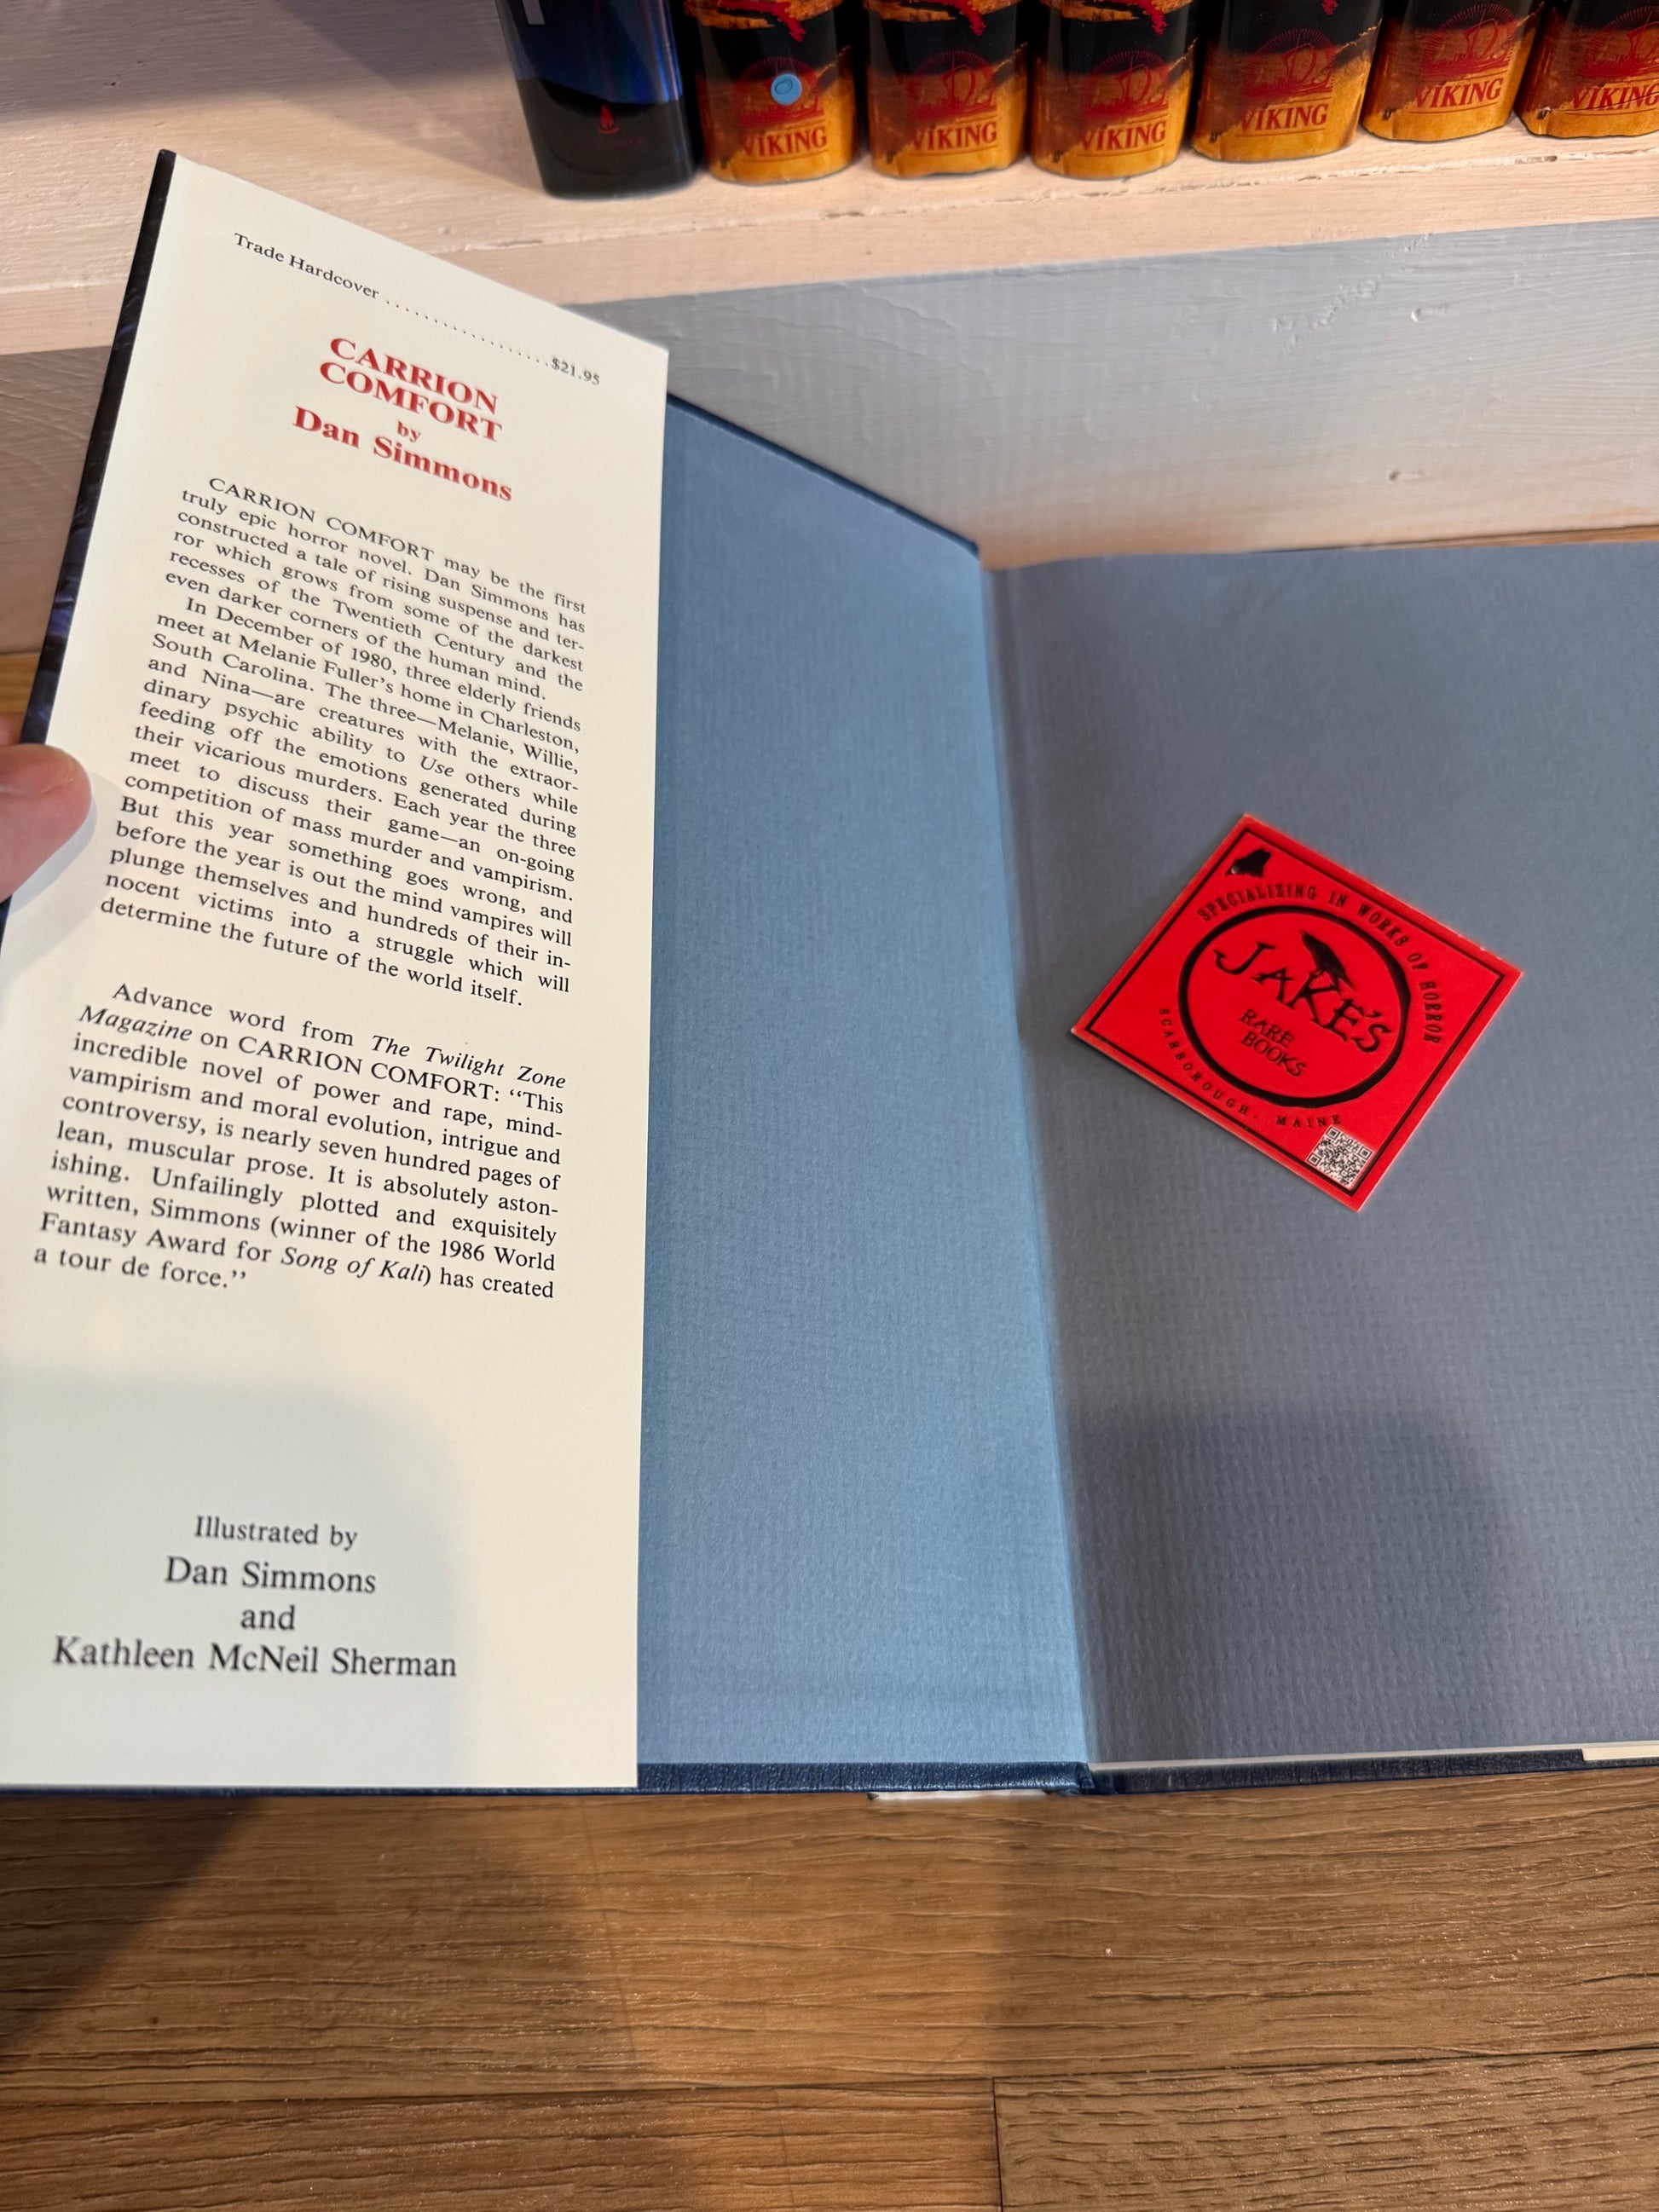 VIKING
VIKING
VIKING
VIKING
VIKING
VIKING
Trade Hardcover ....................$21.95
CARRION
COMFORT
by
Dan Simmons
CARRION COMFORT may be the first
truly epic horror novel. Dan Simmons has
constructed a tale of rising suspense and ter-
ror which grows from some of the darkest
recesses of the Twentieth Century and the
even darker corners of the human mind.
In December of 1980, three elderly friends
meet at Melanie Fuller's home in Charleston,
South Carolina. The three—Melanie, Willie,
and Nina—are creatures with the extraor-
dinary psychic ability to Use others while
feeding off the emotions generated during
their vicarious murders. Each year the three
meet to discuss their game—an on-going
competition of mass murder and vampirism.
But this year something goes wrong, and
before the year is out the mind vampires will
plunge themselves and hundreds of their in-
nocent victims into a struggle which will
determine the future of the world itself.
Advance word from The Twilight Zone
Magazine on CARRION COMFORT: “This
incredible novel of power and rape, mind-
vampirism and moral evolution, intrigue and
controversy, is nearly seven hundred pages of
lean, muscular prose. It is absolutely aston-
ishing. Unfailingly plotted and exquisitely
written, Simmons (winner of the 1986 World
Fantasy Award for Song of Kali) has created
a tour de force.”
Illustrated by
Dan Simmons
and
Kathleen McNeil Sherman
SPECIALIZING IN WORKS OF HORROR
JAKE'S
RARE
BOOKS
SCARBOROUGH, MAINE